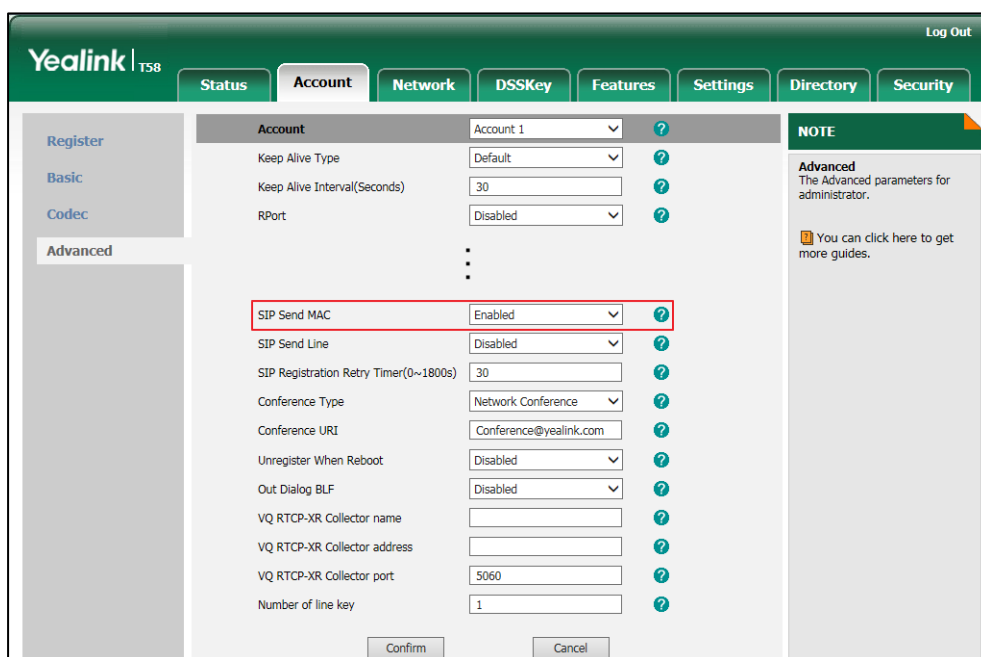 Log Out
Yealink T58
Status Account Network DSSKey Features Settings Directory Security
Register
Basic
Codec
Advanced
Account Account 1
Keep Alive Type Default
Keep Alive Interval(Seconds) 30
RPort Disabled
SIP Send MAC Enabled
SIP Send Line Disabled
SIP Registration Retry Timer(0~1800s) 30
Conference Type Network Conference
Conference URI Conference@yealink.com
Unregister When Reboot Disabled
Out Dialog BLF Disabled
VQ RTCP-XR Collector name
VQ RTCP-XR Collector address
VQ RTCP-XR Collector port 5060
Number of line key 1
Confirm Cancel
NOTE
Advanced
The Advanced parameters for
administrator.
You can click here to get
more guides.